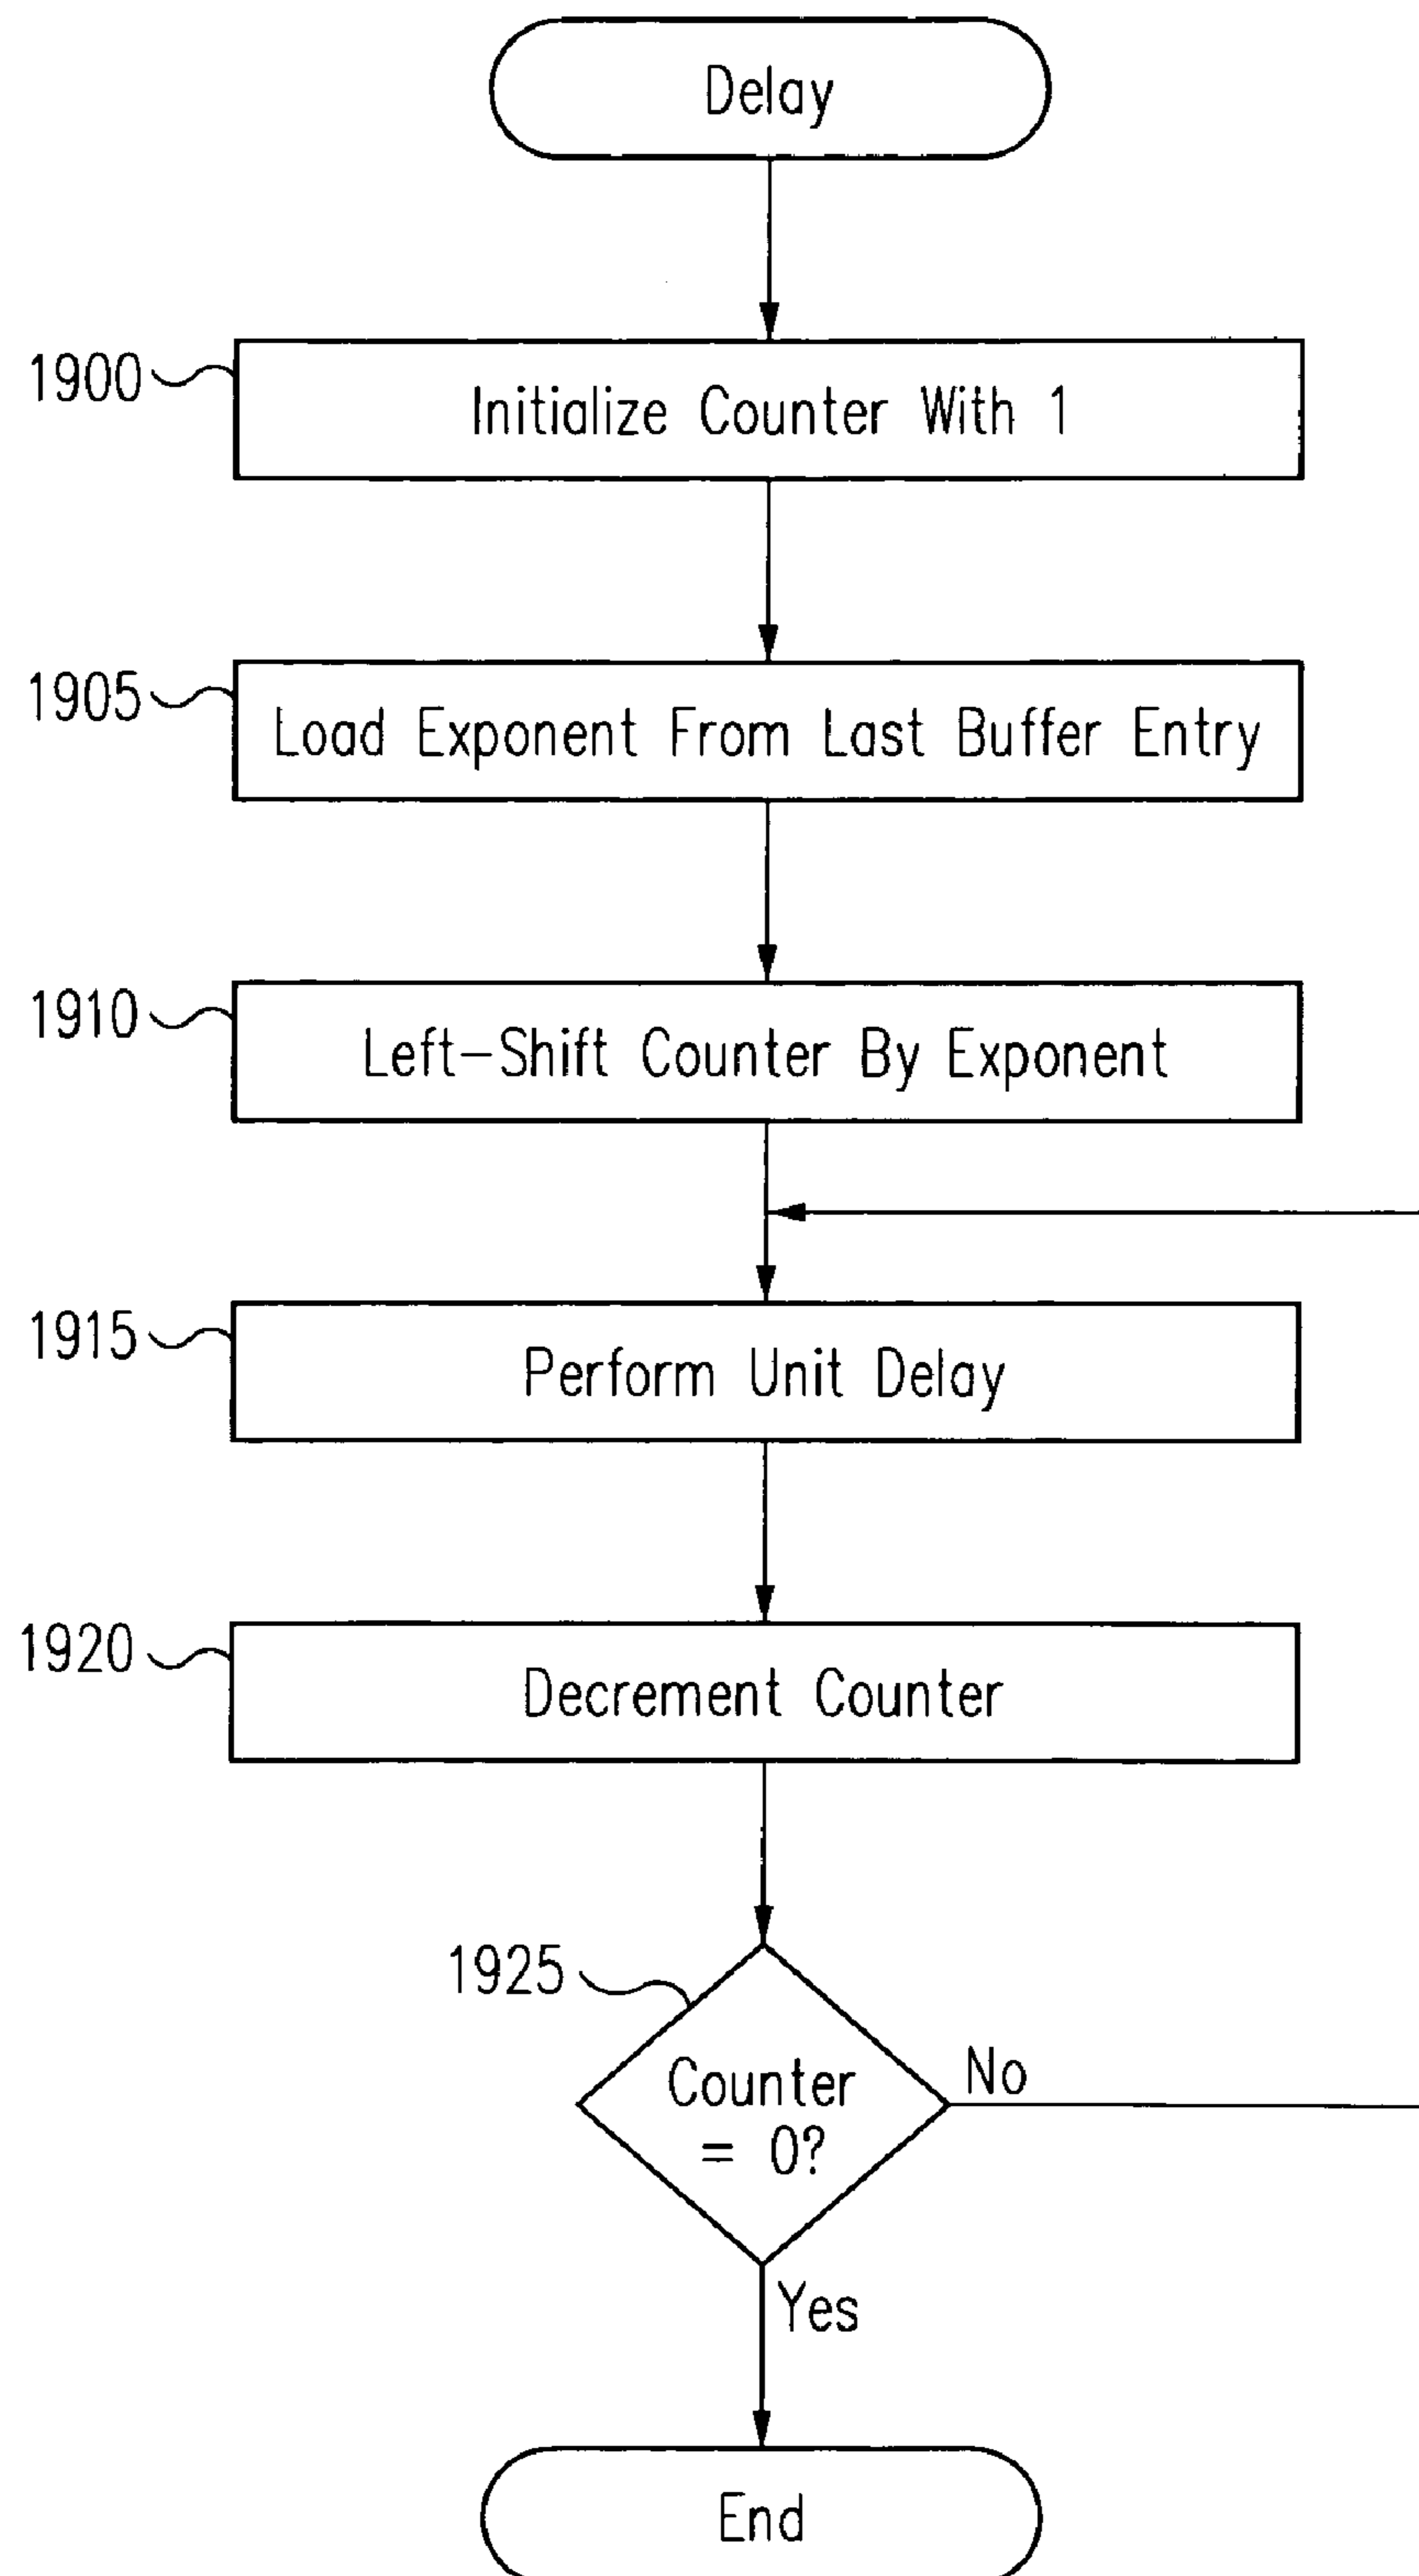 Delay
1900
Initialize Counter With 1
1905
Load Exponent From Last Buffer Entry
1910
Left-Shift Counter By Exponent
1915
Perform Unit Delay
1920
Decrement Counter
1925
Counter
= 0?
No
Yes
End